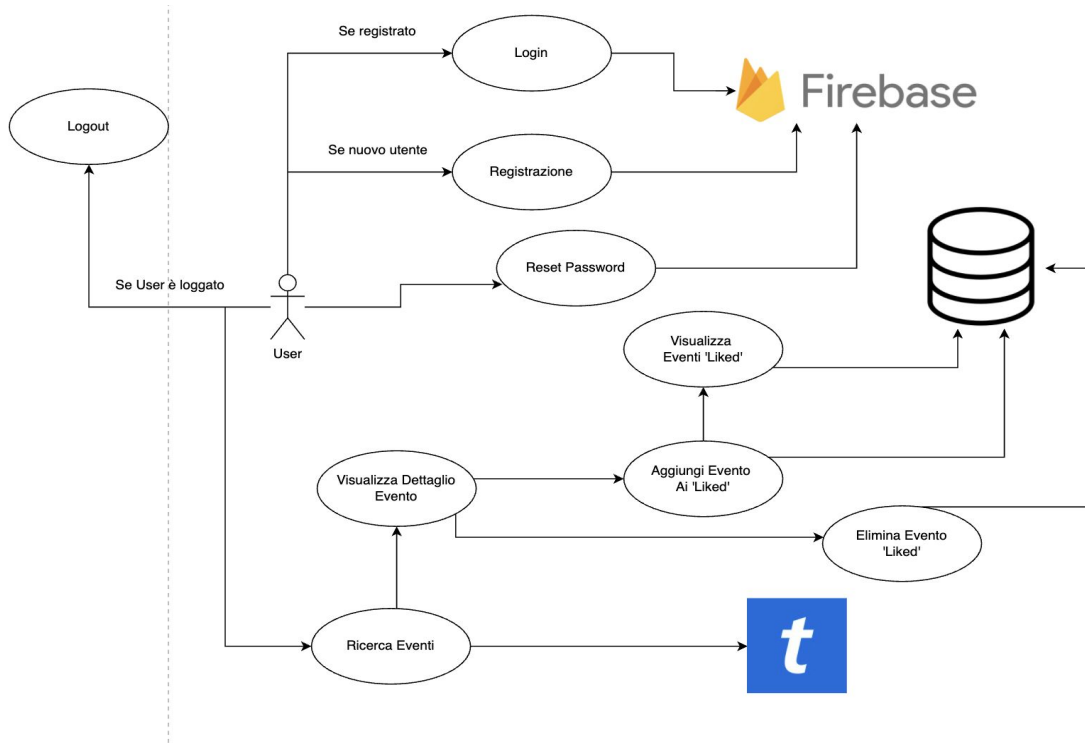 Se registrato
Login
Firebase
Logout
Se nuovo utente
Registrazione
Reset Password
Se User è loggato
User
Visualizza
Eventi 'Liked'
Visualizza Dettaglio
Evento
Aggiungi Evento
Ai 'Liked'
Elimina Evento
'Liked'
Ricerca Eventi
t